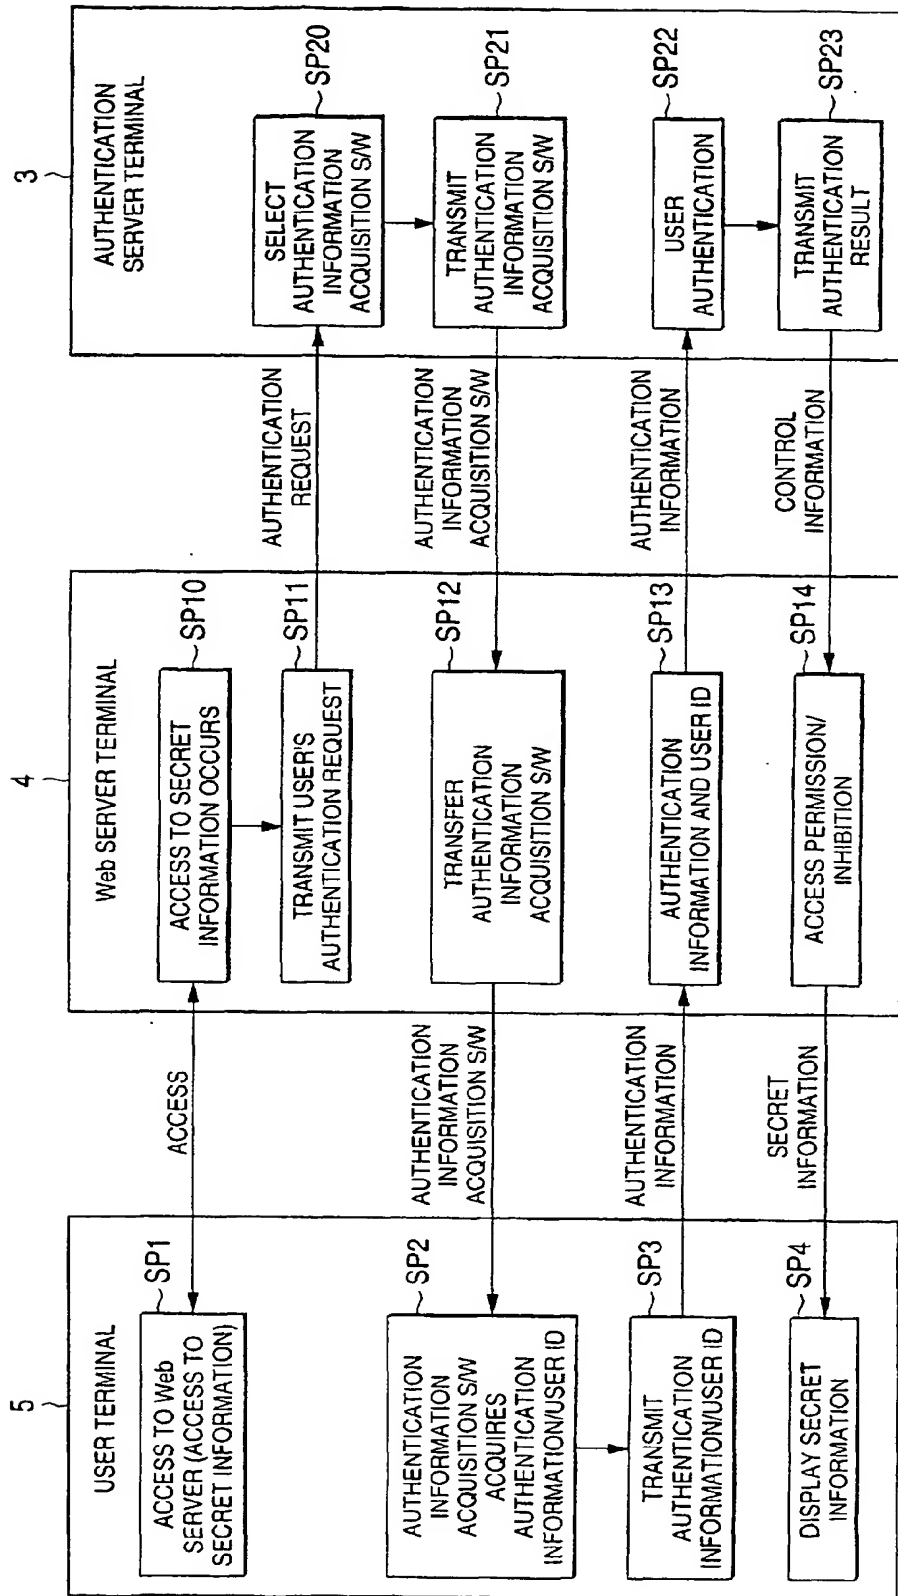 5
USER TERMINAL
SP1
ACCESS TO Web
SERVER (ACCESS TO
SECRET INFORMATION)
SP2
AUTHENTICATION
INFORMATION
ACQUISITION S/W
ACQUIRES
AUTHENTICATION
INFORMATION/USER ID
SP3
TRANSMIT
AUTHENTICATION
INFORMATION/USER ID
SP4
DISPLAY SECRET
INFORMATION
ACCESS
AUTHENTICATION
INFORMATION
ACQUISITION S/W
AUTHENTICATION
INFORMATION
SECRET
INFORMATION
4
Web SERVER TERMINAL
SP10
ACCESS TO SECRET
INFORMATION OCCURS
SP11
TRANSMIT USER'S
AUTHENTICATION REQUEST
SP12
TRANSFER
AUTHENTICATION
INFORMATION
ACQUISITION S/W
SP13
AUTHENTICATION
INFORMATION AND USER ID
SP14
ACCESS PERMISSION/
INHIBITION
AUTHENTICATION
REQUEST
AUTHENTICATION
INFORMATION
ACQUISITION S/W
AUTHENTICATION
INFORMATION
CONTROL
INFORMATION
3
AUTHENTICATION
SERVER TERMINAL
SP20
SELECT
AUTHENTICATION
INFORMATION
ACQUISITION S/W
SP21
TRANSMIT
AUTHENTICATION
INFORMATION
ACQUISITION S/W
SP22
USER
AUTHENTICATION
SP23
TRANSMIT
AUTHENTICATION
RESULT